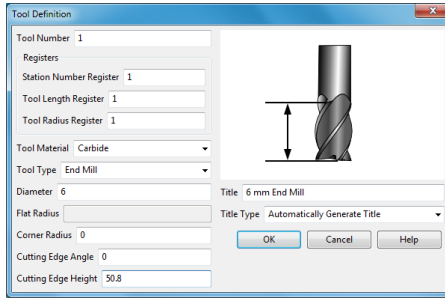 Tool Definition
Tool Number 1
Registers
Station Number Register 1
Tool Length Register 1
Tool Radius Register 1
Tool Material Carbide
Tool Type End Mill
Diameter 6
Flat Radius
Corner Radius 0
Cutting Edge Angle 0
Cutting Edge Height 50.8
Title 6 mm End Mill
Title Type Automatically Generate Title
OK Cancel Help